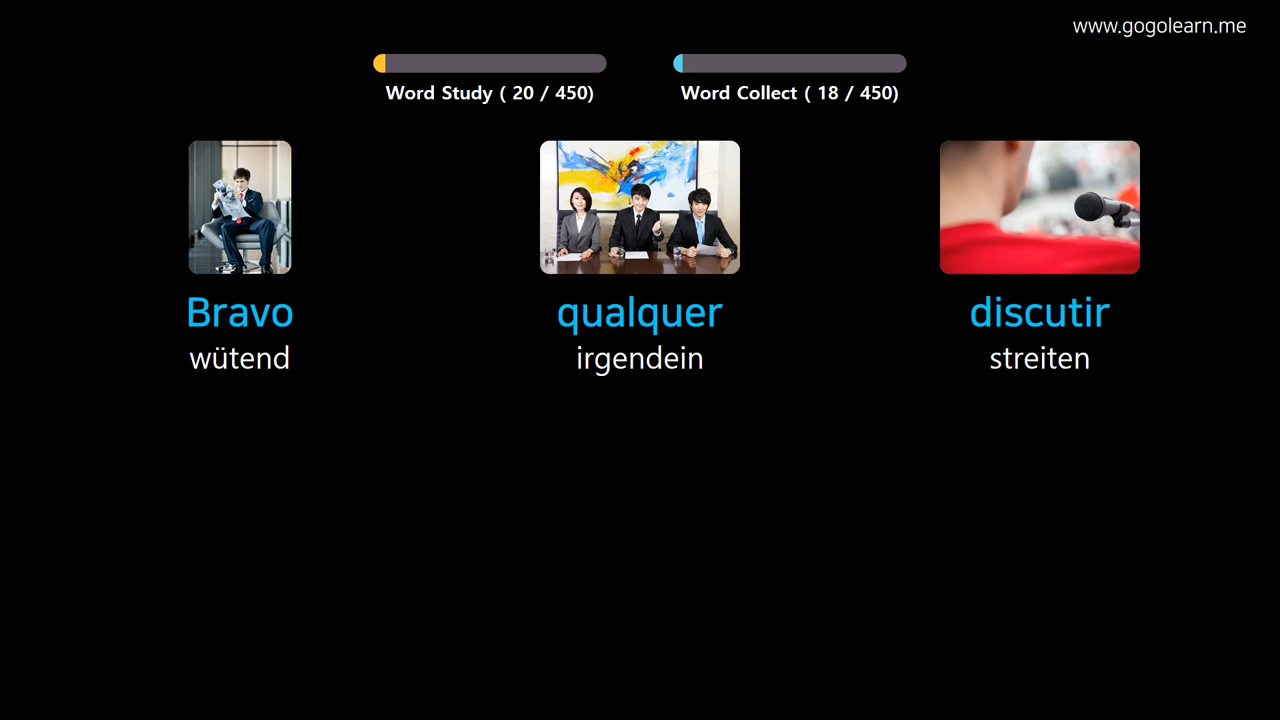 www.gogolearn.me
Word Study ( 20 / 450)
Word Collect ( 18 / 450)
Bravo
wütend
qualquer
irgendein
discutir
streiten